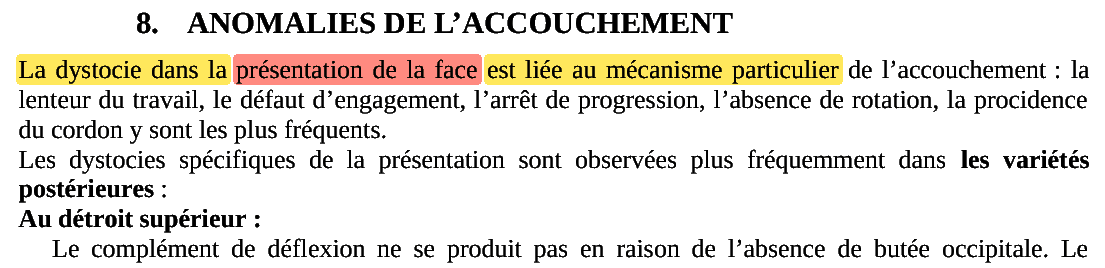 8. ANOMALIES DE L’ACCOUCHEMENT
La dystocie dans la présentation de la face est liée au mécanisme particulier de l’accouchement : la
lenteur du travail, le défaut d’engagement, l’arrêt de progression, l’absence de rotation, la procidence
du cordon y sont les plus fréquents.
Les dystocies spécifiques de la présentation sont observées plus fréquemment dans les variétés
postérieures :
Au détroit supérieur :
Le complément de déflexion ne se produit pas en raison de l’absence de butée occipitale. Le